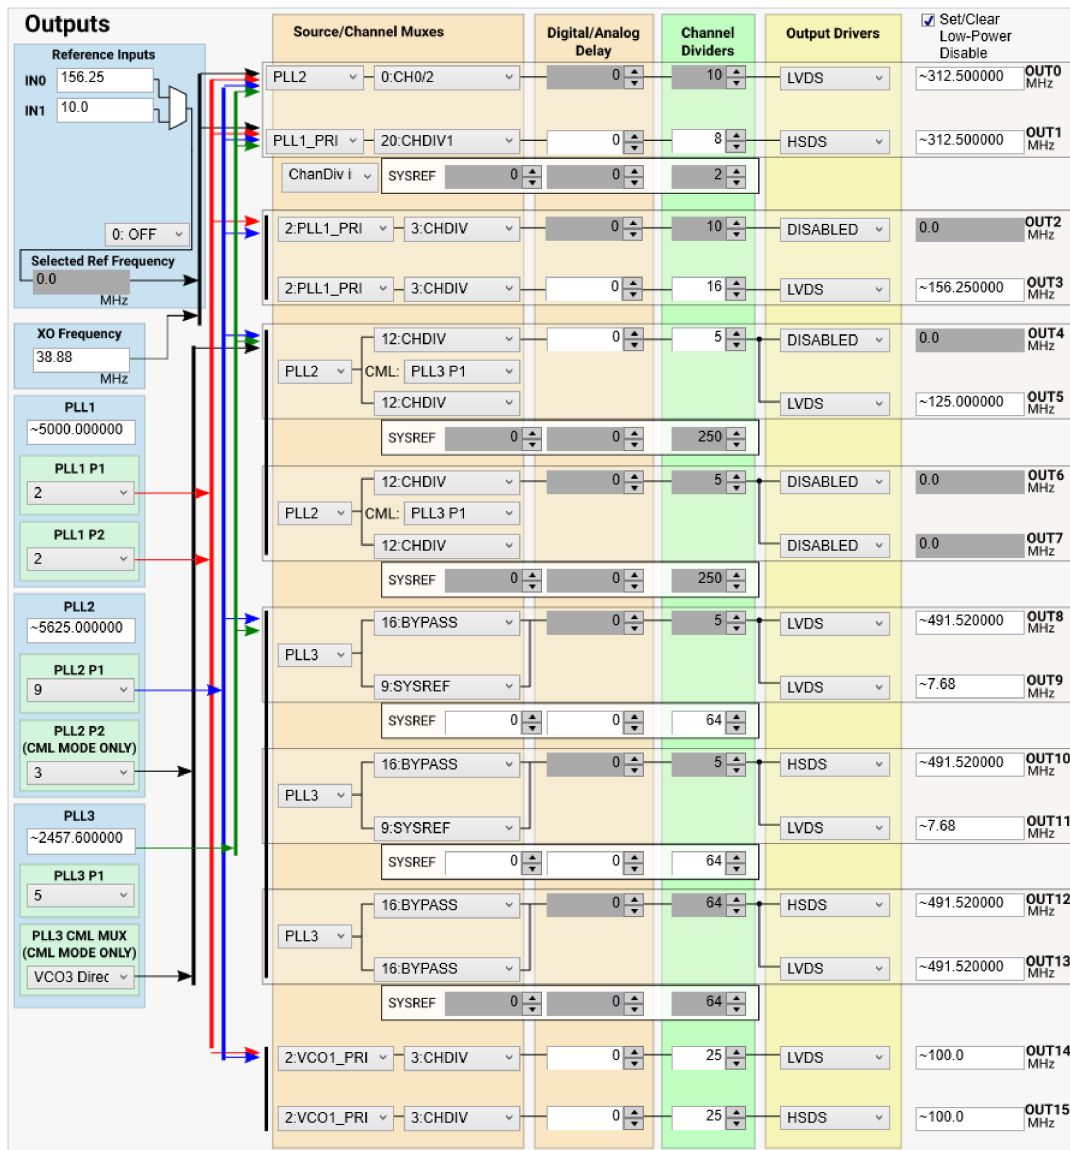 Outputs
Source/Channel Muxes
Digital/Analog
Delay
Channel
Dividers
Output Drivers
Set/Clear
Low-Power
Disable
Reference Inputs
IN0 156.25
IN1 10.0
0: OFF
Selected Ref Frequency
0.0
MHz
XO Frequency
38.88
MHz
PLL1
~5000.000000
PLL1 P1
2
PLL1 P2
2
PLL2
~5625.000000
PLL2 P1
9
PLL2 P2
(CML MODE ONLY)
3
PLL3
~2457.600000
PLL3 P1
5
PLL3 CML MUX
(CML MODE ONLY)
VCO3 Direc
PLL2 0:CH0/2 0 10 LVDS ~312.500000 OUT0
MHz
PLL1_PRI 20:CHDIV1 0 8 HSDS ~312.500000 OUT1
MHz
ChanDiv i SYSREF 0 0 2
2:PLL1_PRI 3:CHDIV 0 10 DISABLED 0.0 OUT2
MHz
2:PLL1_PRI 3:CHDIV 0 16 LVDS ~156.250000 OUT3
MHz
12:CHDIV 0 5 DISABLED 0.0 OUT4
MHz
PLL2 CML: PLL3 P1
12:CHDIV LVDS ~125.000000 OUT5
MHz
SYSREF 0 0 250
12:CHDIV 0 5 DISABLED 0.0 OUT6
MHz
PLL2 CML: PLL3 P1
12:CHDIV DISABLED 0.0 OUT7
MHz
SYSREF 0 0 250
16:BYPASS 0 5 LVDS ~491.520000 OUT8
MHz
PLL3
9:SYSREF LVDS ~7.68 OUT9
MHz
SYSREF 0 0 64
16:BYPASS 0 5 HSDS ~491.520000 OUT10
MHz
PLL3
9:SYSREF LVDS ~7.68 OUT11
MHz
SYSREF 0 0 64
16:BYPASS 0 64 HSDS ~491.520000 OUT12
MHz
PLL3
16:BYPASS LVDS ~491.520000 OUT13
MHz
SYSREF 0 0 64
2:VCO1_PRI 3:CHDIV 0 25 LVDS ~100.0 OUT14
MHz
2:VCO1_PRI 3:CHDIV 0 25 HSDS ~100.0 OUT15
MHz